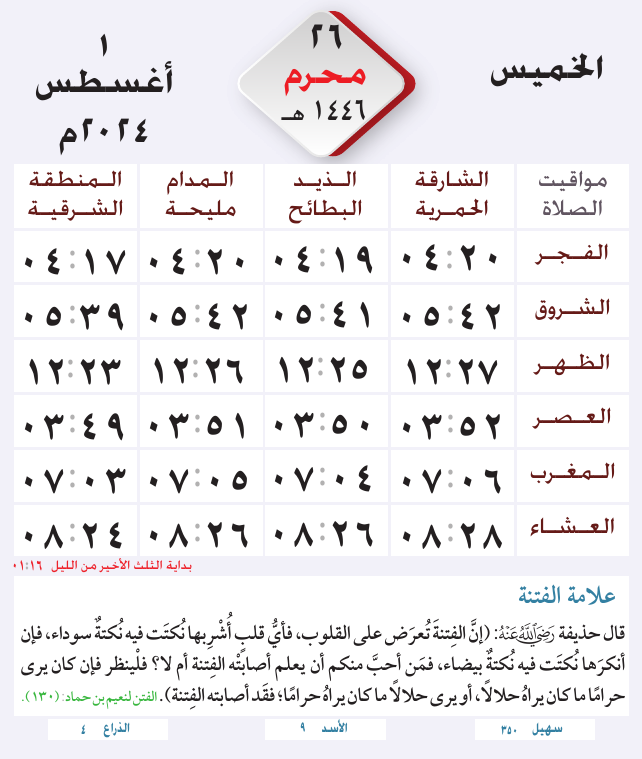 الخميس
٢٦
محرم
١٤٤٦ هـ
١
أغسطس
٢٠٢٤م
مواقيت الصلاة	الشارقة الحمرية	الذيد البطائح	المدام مليحة	المنطقة الشرقية
الفجر	٠٤:٢٠	٠٤:١٩	٠٤:٢٠	٠٤:١٧
الشروق	٠٥:٤٢	٠٥:٤١	٠٥:٤٢	٠٥:٣٩
الظهر	١٢:٢٧	١٢:٢٥	١٢:٢٦	١٢:٢٣
العصر	٠٣:٥٢	٠٣:٥٠	٠٣:٥١	٠٣:٤٩
المغرب	٠٧:٠٦	٠٧:٠٤	٠٧:٠٥	٠٧:٠٣
العشاء	٠٨:٢٨	٠٨:٢٦	٠٨:٢٦	٠٨:٢٤
بداية الثلث الأخير من الليل ٠١:١٦
علامة الفتنة
قال حذيفة رَضِيَ اللَّهُ عَنْهُ: (إنَّ الفِتنةَ تُعرَض على القلوب، فأيُّ قلبٍ أُشْرِبها نُكتَت فيه نُكتةٌ سوداء، فإن
أنكرَها نُكتَت فيه نُكتةٌ بيضاء، فمَن أحبَّ منكم أن يعلم أصابتْه الفِتنة أم لا؟ فلْينظر فإن كان يرى
حرامًا ما كان يراهُ حلالًا، أو يرى حلالًا ما كان يراهُ حرامًا؛ فقَد أصابته الفِتنة). الفتن لنعيم بن حماد: (١٣٠).
سهيل ٣٥٠	الأسد ٩	الذراع ٤